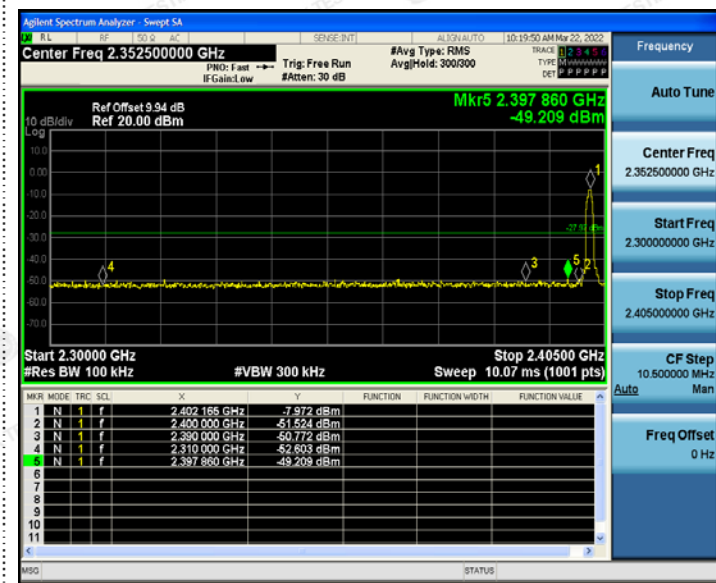 Agilent Spectrum Analyzer - Swept SA
RL RF 50 Ω AC SENSE:INT ALIGN AUTO 10:19:50 AM Mar 22, 2022
Center Freq 2.352500000 GHz
PNO: Fast
IFGain:Low
Trig: Free Run
#Atten: 30 dB
#Avg Type: RMS
Avg|Hold: 300/300
TRACE 1 2 3 4 5 6
TYPE M
DET P P P P P P
Mkr5 2.397 860 GHz
-49.209 dBm
Ref Offset 9.94 dB
Ref 20.00 dBm
10 dB/div
Log
10.0
0.00
-10.0
-20.0
-30.0
-40.0
-50.0
-60.0
-70.0
1
4
3
5
2
Start 2.30000 GHz
Stop 2.40500 GHz
#Res BW 100 kHz
#VBW 300 kHz
Sweep 10.07 ms (1001 pts)
MKR MODE TRC SCL X Y FUNCTION FUNCTION WIDTH FUNCTION VALUE
1 N 1 f 2.402 165 GHz -7.972 dBm
2 N 1 f 2.400 000 GHz -51.524 dBm
3 N 1 f 2.390 000 GHz -50.772 dBm
4 N 1 f 2.310 000 GHz -52.603 dBm
5 N 1 f 2.397 860 GHz -49.209 dBm
6
7
8
9
10
11
MSG
STATUS
Frequency
Auto Tune
Center Freq
2.352500000 GHz
Start Freq
2.300000000 GHz
Stop Freq
2.405000000 GHz
CF Step
10.500000 MHz
Auto Man
Freq Offset
0 Hz